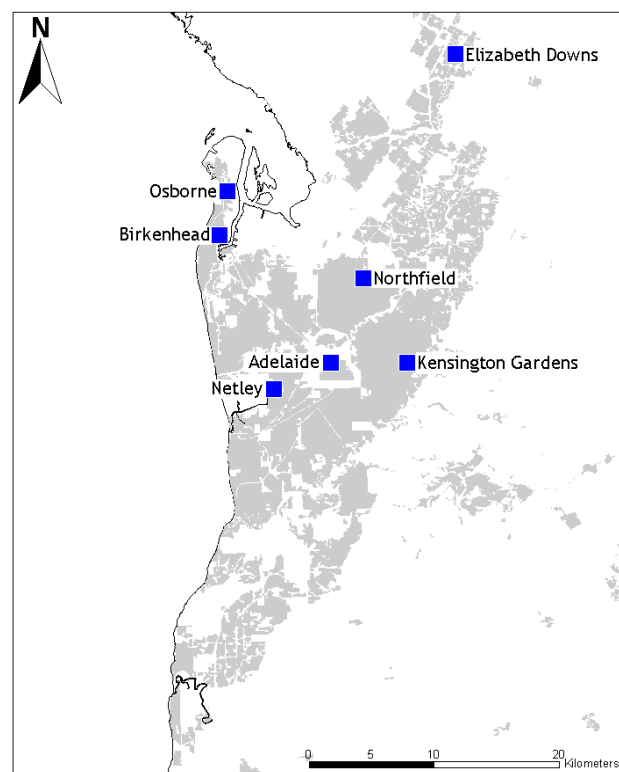 N
Elizabeth Downs
Osborne
Birkenhead
Northfield
Adelaide
Kensington Gardens
Netley
0 5 10 20
Kilometers